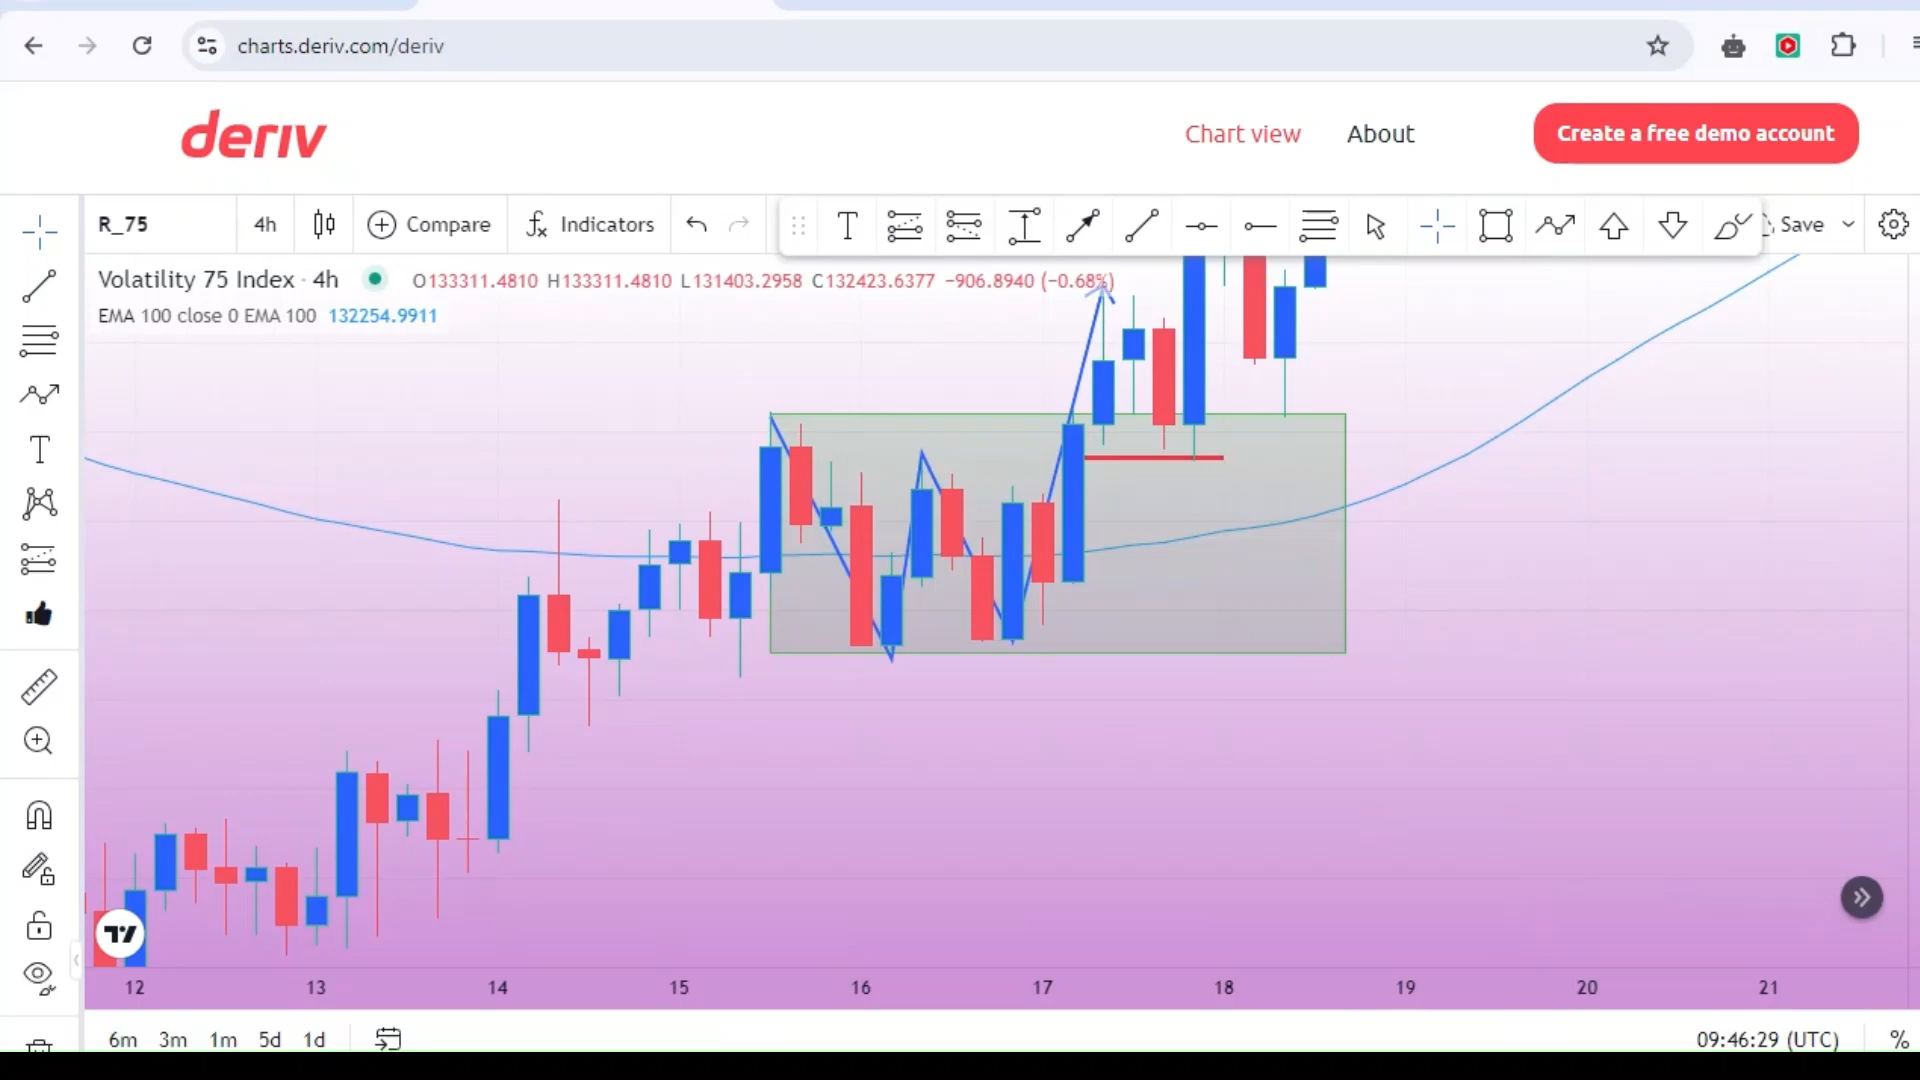 charts.deriv.com/deriv
deriv
Chart view
About
Create a free demo account
R_75
4h
Compare
Indicators
T
Save
Volatility 75 Index · 4h
O133311.4810 H133311.4810 L131403.2958 C132423.6377 −906.8940 (−0.68%)
EMA 100 close 0 EMA 100 132254.9911
T
12 13 14 15 16 17 18 19 20 21
6m 3m 1m 5d 1d
09:46:29 (UTC)
%